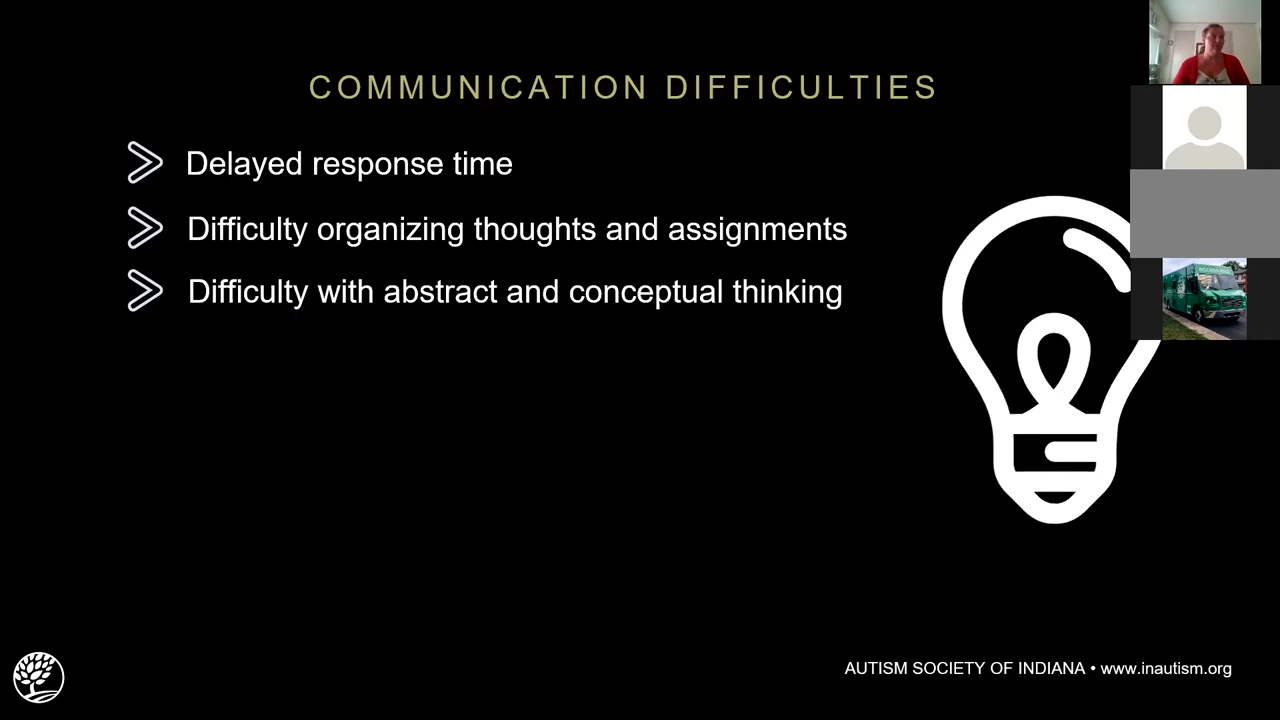 COMMUNICATION DIFFICULTIES
Delayed response time
Difficulty organizing thoughts and assignments
Difficulty with abstract and conceptual thinking
AUTISM SOCIETY OF INDIANA • www.inautism.org